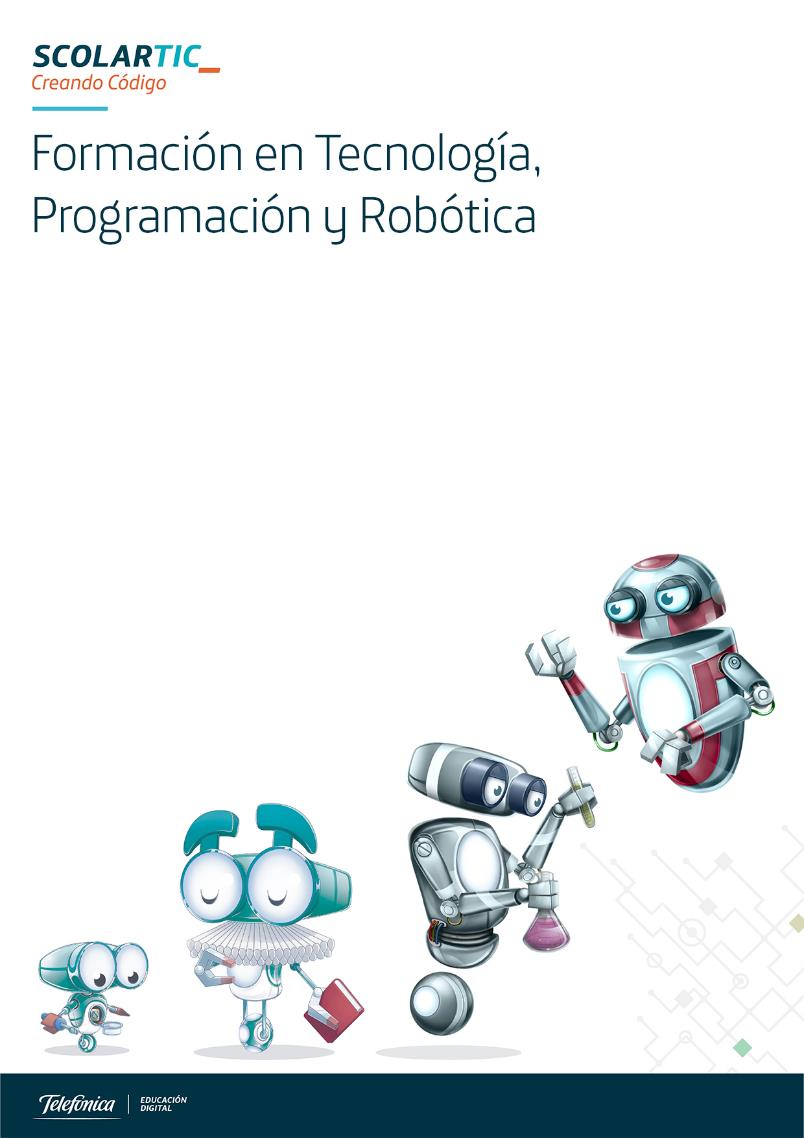 SCOLARTIC_
Creando Código
Formación en Tecnología,
Programación y Robótica
Telefónica
EDUCACIÓN
DIGITAL